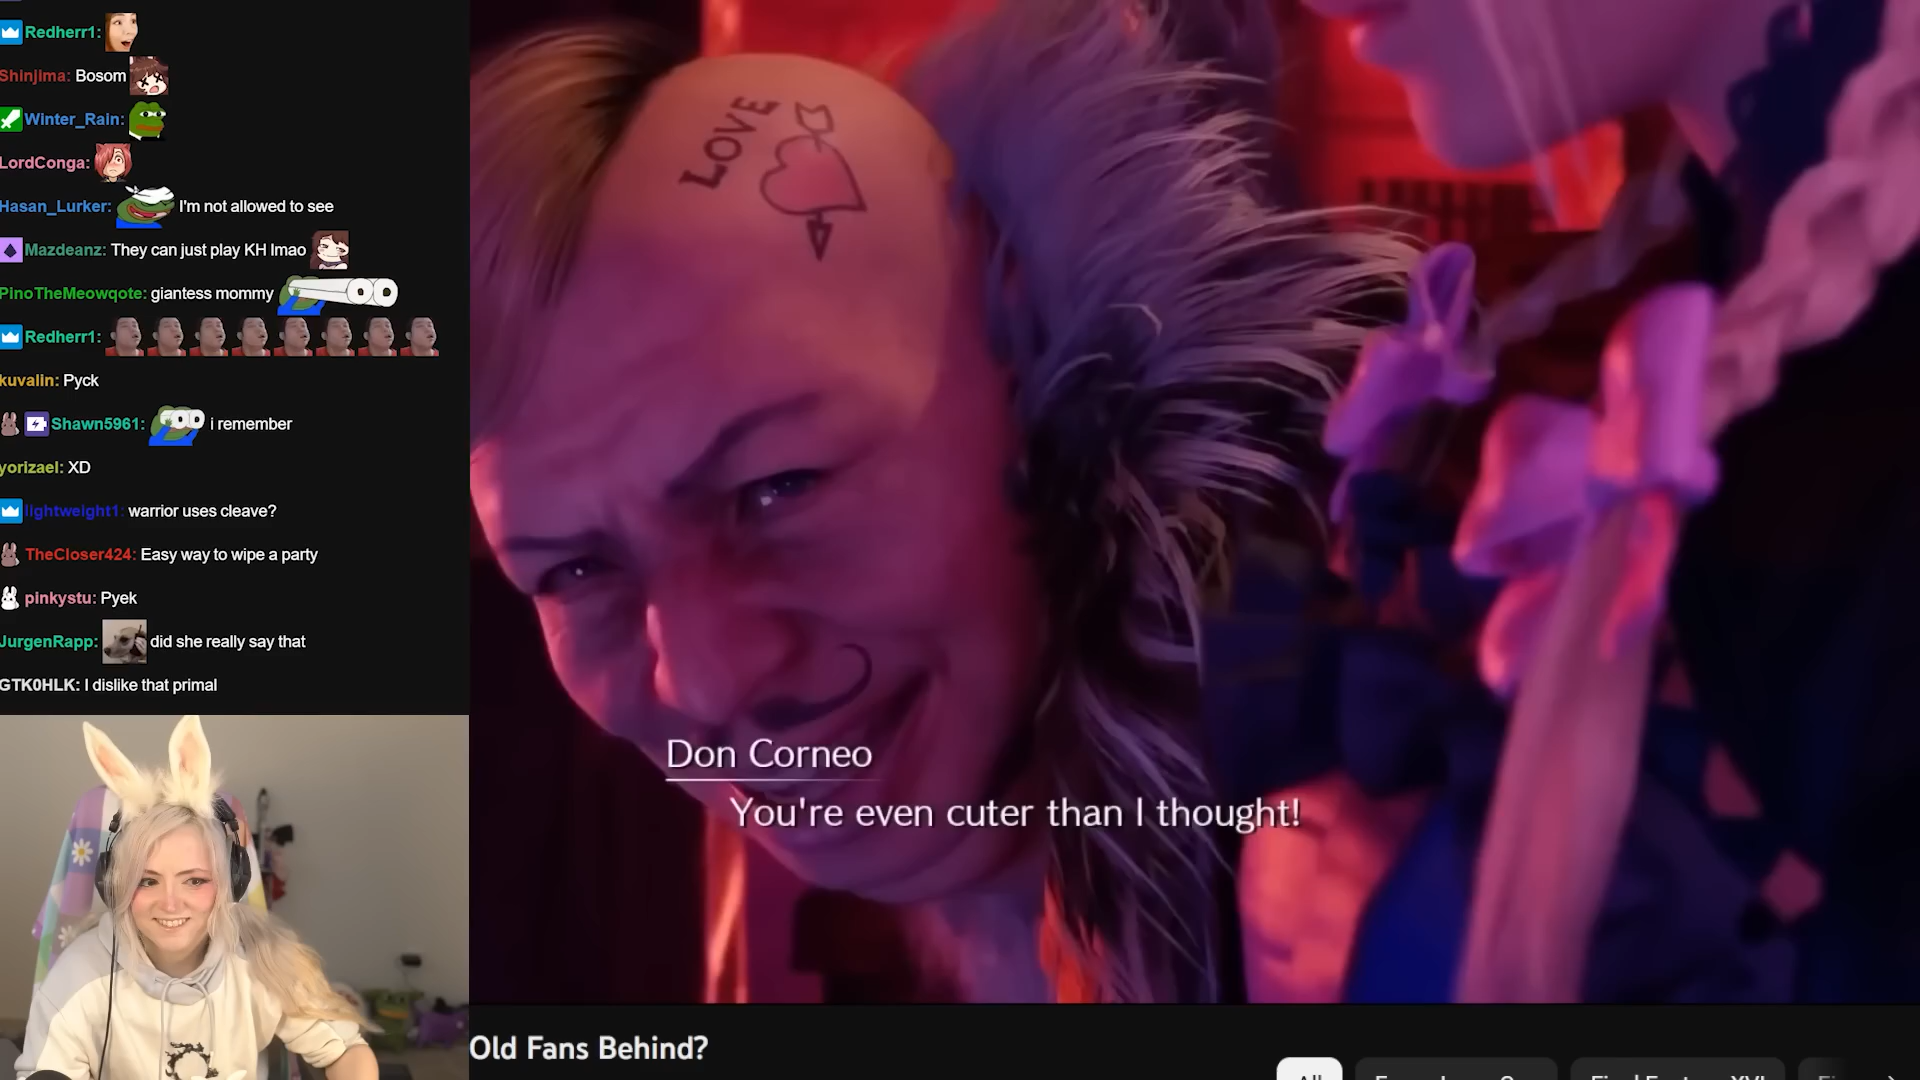 Redherr1:
Shinjima: Bosom
Winter_Rain:
LordConga:
Hasan_Lurker: I'm not allowed to see
Mazdeanz: They can just play KH lmao
PinoTheMeowqote: giantess mommy
Redherr1:
kuvalin: Pyck
Shawn5961: i remember
yorizael: XD
lightweight1: warrior uses cleave?
TheCloser424: Easy way to wipe a party
pinkystu: Pyek
JurgenRapp: did she really say that
GTK0HLK: I dislike that primal
LOVE
Don Corneo
You're even cuter than I thought!
Old Fans Behind?
All